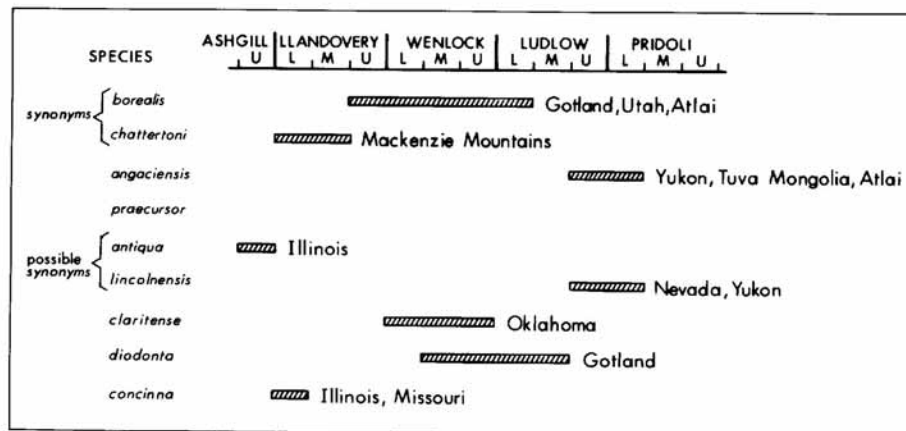 ASHGILL LLANDOVERY WENLOCK LUDLOW PRIDOLI
SPECIES U L M U L M U L M U L M U
synonyms borealis Gotland,Utah,Atlai
chattertoni Mackenzie Mountains
angaciensis Yukon, Tuva Mongolia, Atlai
praecursor
possible synonyms antiqua Illinois
lincolnensis Nevada,Yukon
claritense Oklahoma
diodonta Gotland
concinna Illinois, Missouri